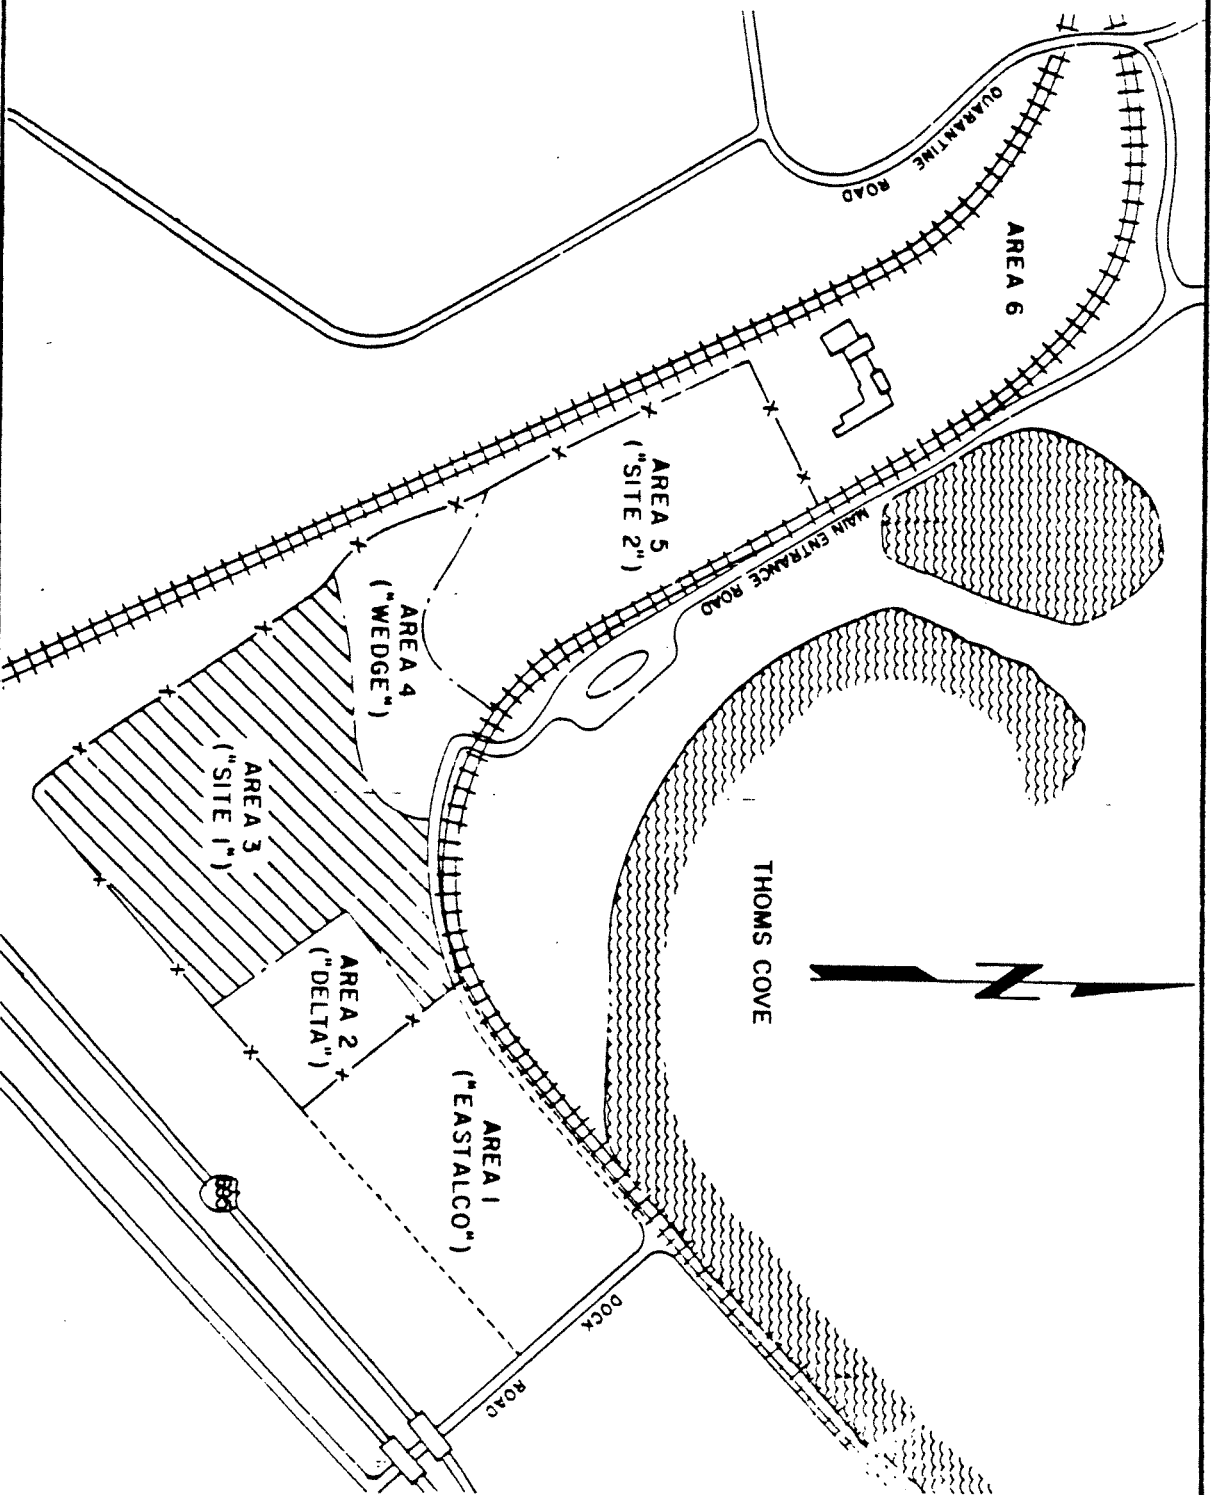 QUARANTINE ROAD
AREA 6
AREA 5
("SITE 2")
MAIN ENTRANCE ROAD
AREA 4
("WEDGE")
THOMS COVE
N
AREA 3
("SITE 1")
AREA 2
("DELTA")
AREA 1
("EASTALCO")
695
DOCK ROAD